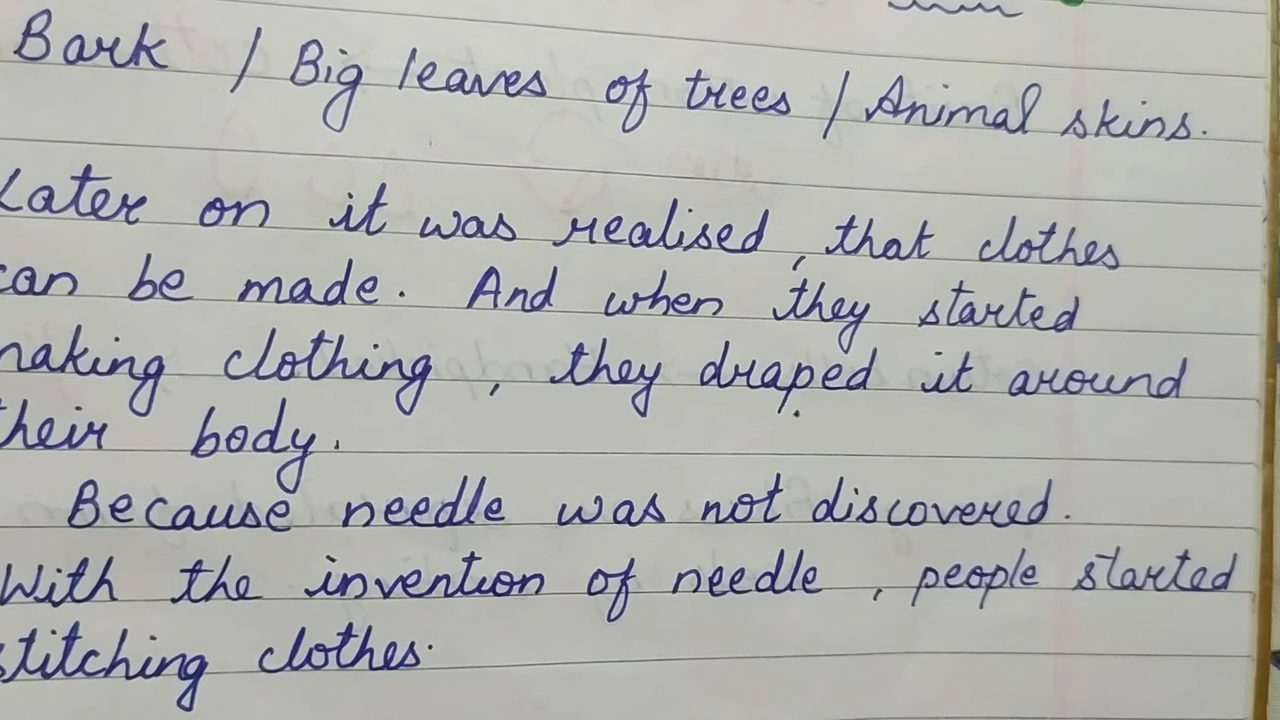 Bark / Big leaves of trees / Animal skins.
Later on it was realised, that clothes
can be made. And when they started
making clothing, they draped it around
their body.
Because needle was not discovered.
With the invention of needle, people started
stitching clothes.